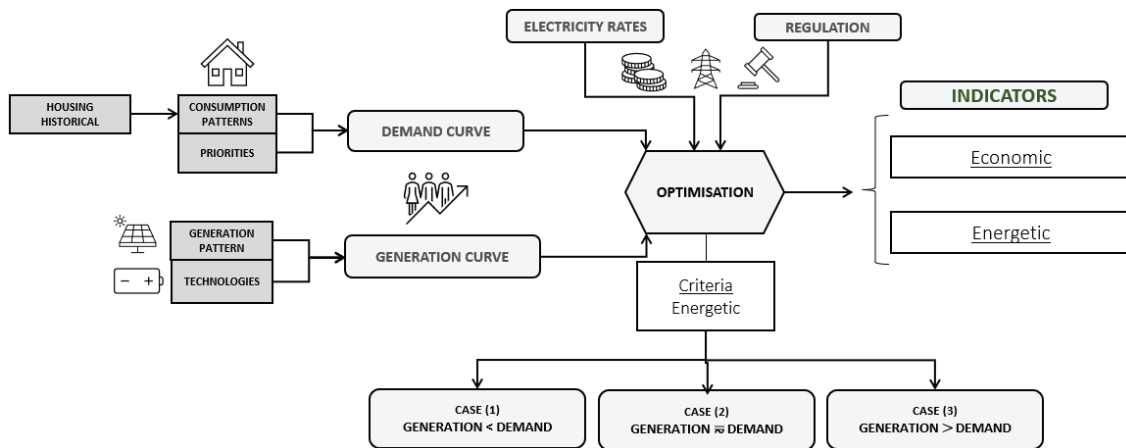 ELECTRICITY RATES
REGULATION
INDICATORS
HOUSING
HISTORICAL
CONSUMPTION
PATTERNS
PRIORITIES
DEMAND CURVE
OPTIMISATION
Economic
Energetic
GENERATION
PATTERN
TECHNOLOGIES
GENERATION CURVE
Criteria
Energetic
CASE (1)
GENERATION < DEMAND
CASE (2)
GENERATION ≂ DEMAND
CASE (3)
GENERATION > DEMAND